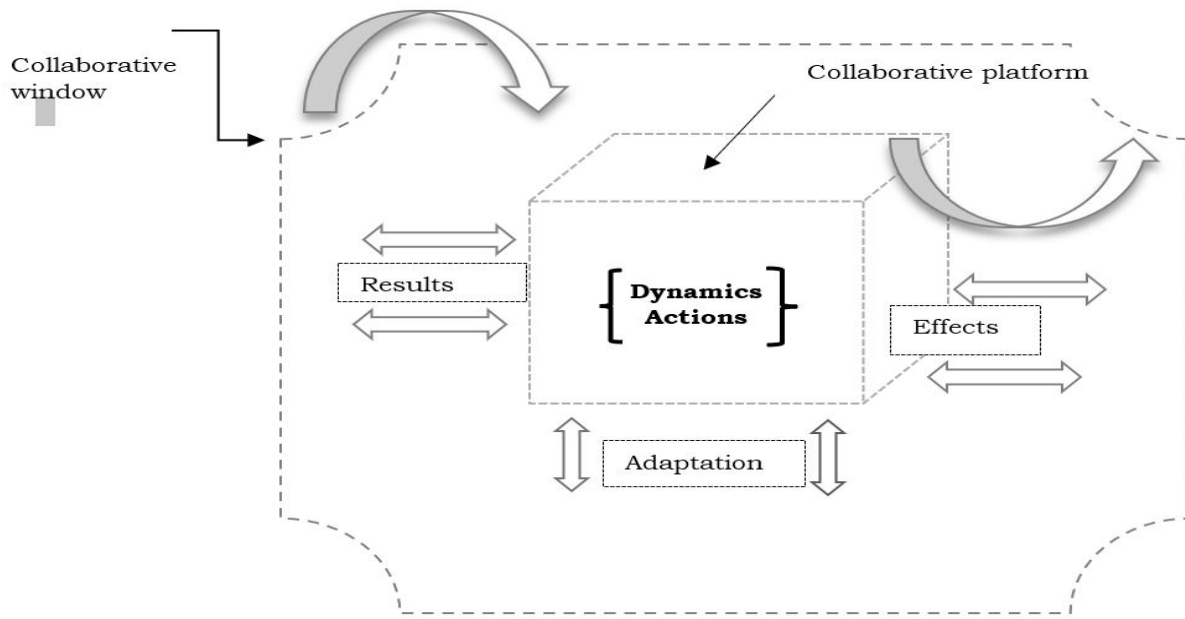 Collaborative
window
Collaborative platform
Results
Dynamics
Actions
Effects
Adaptation